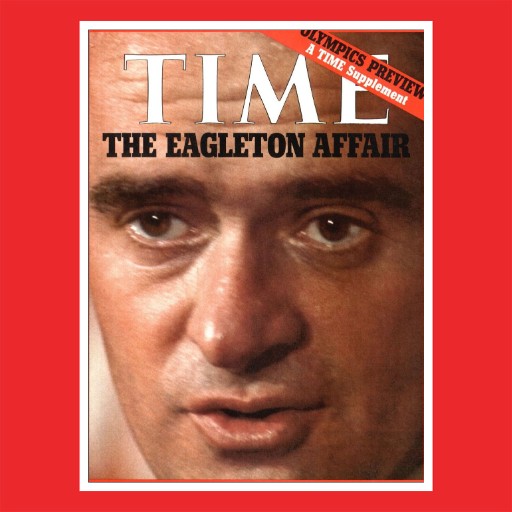 OLYMPICS PREVIEW
A TIME Supplement
TIME
THE EAGLETON AFFAIR